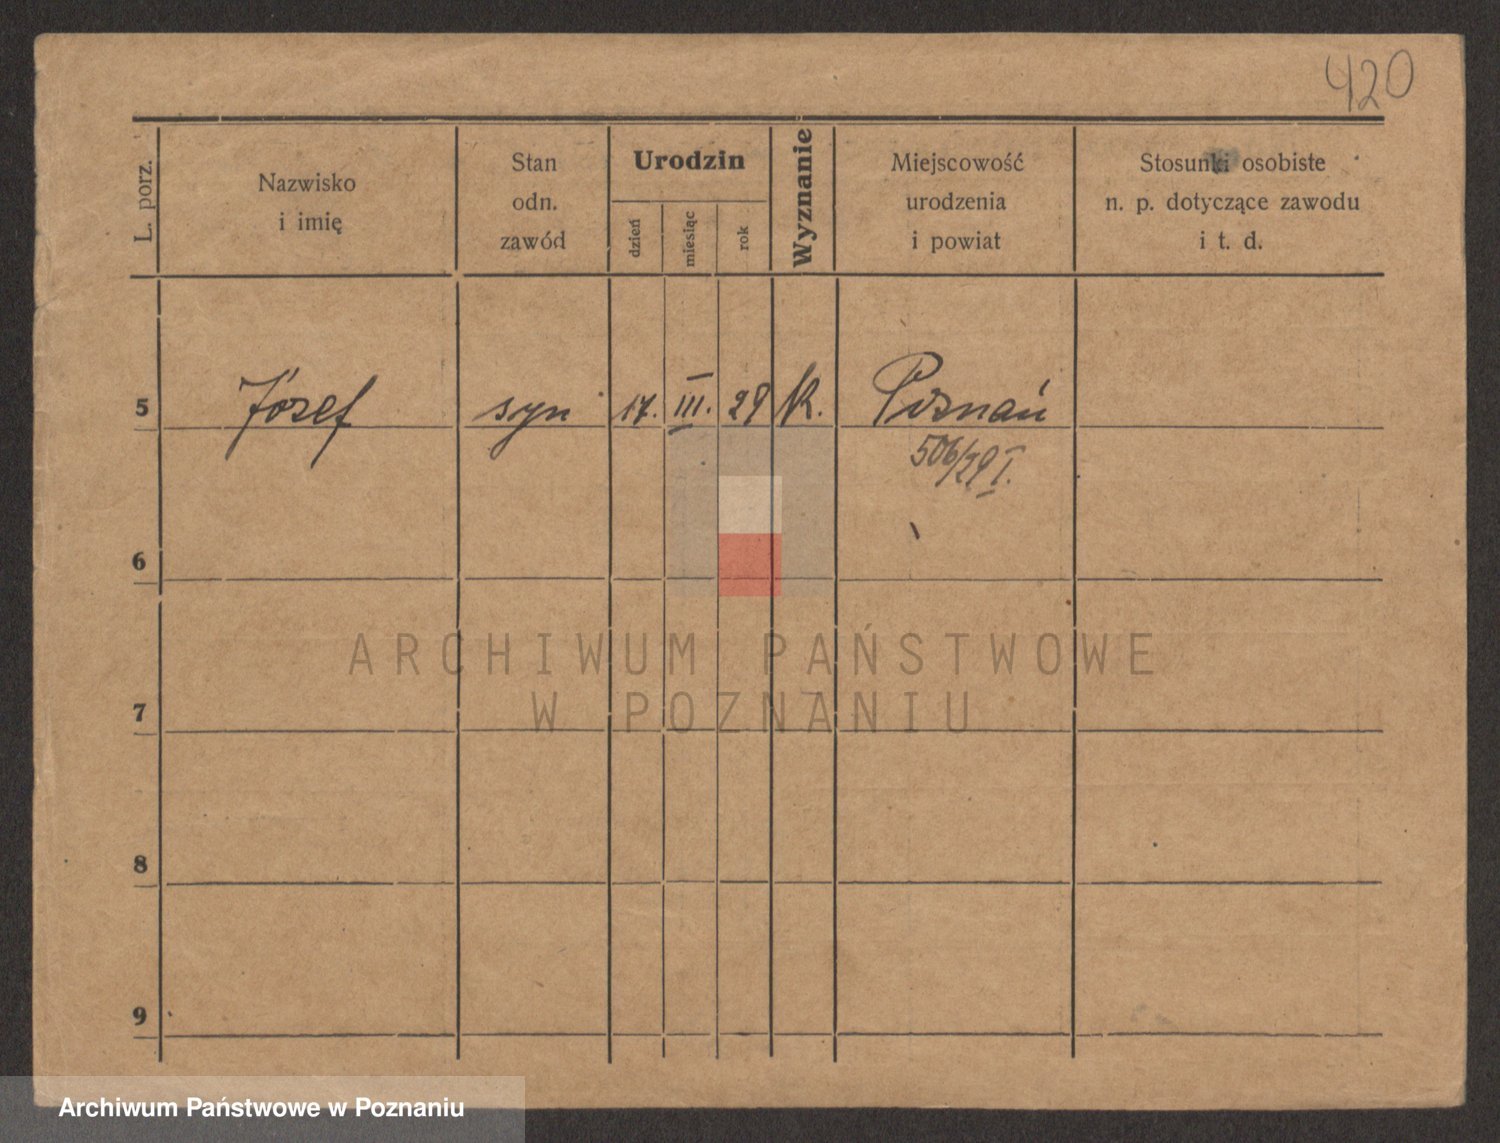 420
L. porz.
Nazwisko
i imię
Stan
odn.
zawód
Urodzin
dzień
miesiąc
rok
Wyznanie
Miejscowość
urodzenia
i powiat
Stosunki osobiste
n. p. dotyczące zawodu
i t. d.
5 Józef syn 17. III. 29 K. Poznań
506/29 I.
6
7
8
9
ARCHIWUM PAŃSTWOWE
W POZNANIU
Archiwum Państwowe w Poznaniu